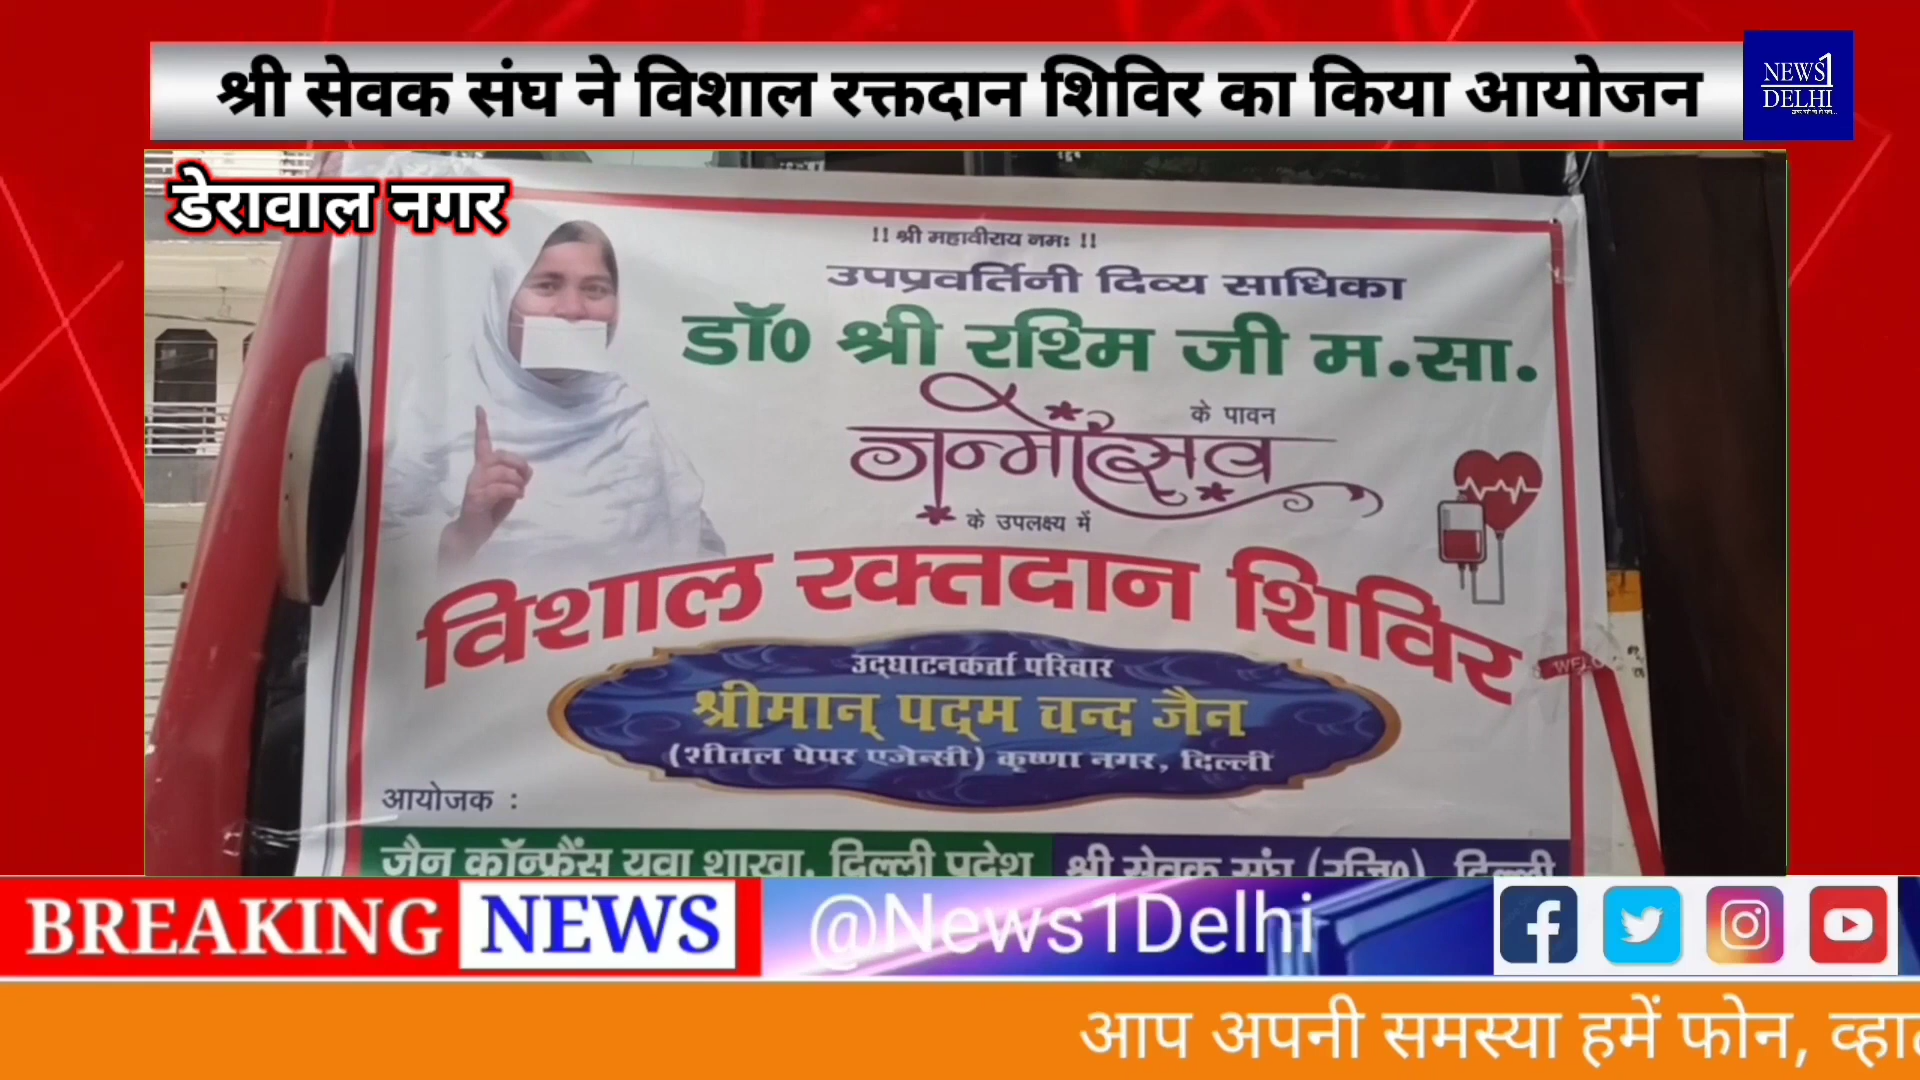 श्री सेवक संघ ने विशाल रक्तदान शिविर का किया आयोजन
NEWS1
DELHI
डेरावाल नगर
!! श्री महावीराय नमः !!
उपप्रवर्तिनी दिव्य साधिका
डॉ० श्री रश्मि जी म.सा.
के पावन
जन्मोत्सव
के उपलक्ष्य में
विशाल रक्तदान शिविर
उद्घाटनकर्त्ता परिवार
श्रीमान् पद्म चन्द जैन
(शीतल पेपर एजेन्सी) कृष्णा नगर, दिल्ली
आयोजक :
जैन कॉन्फ्रैंस युवा शाखा, दिल्ली प्रदेश
श्री सेवक संघ (रजि०), दिल्ली
BREAKING NEWS
@News1Delhi
आप अपनी समस्या हमें फोन,